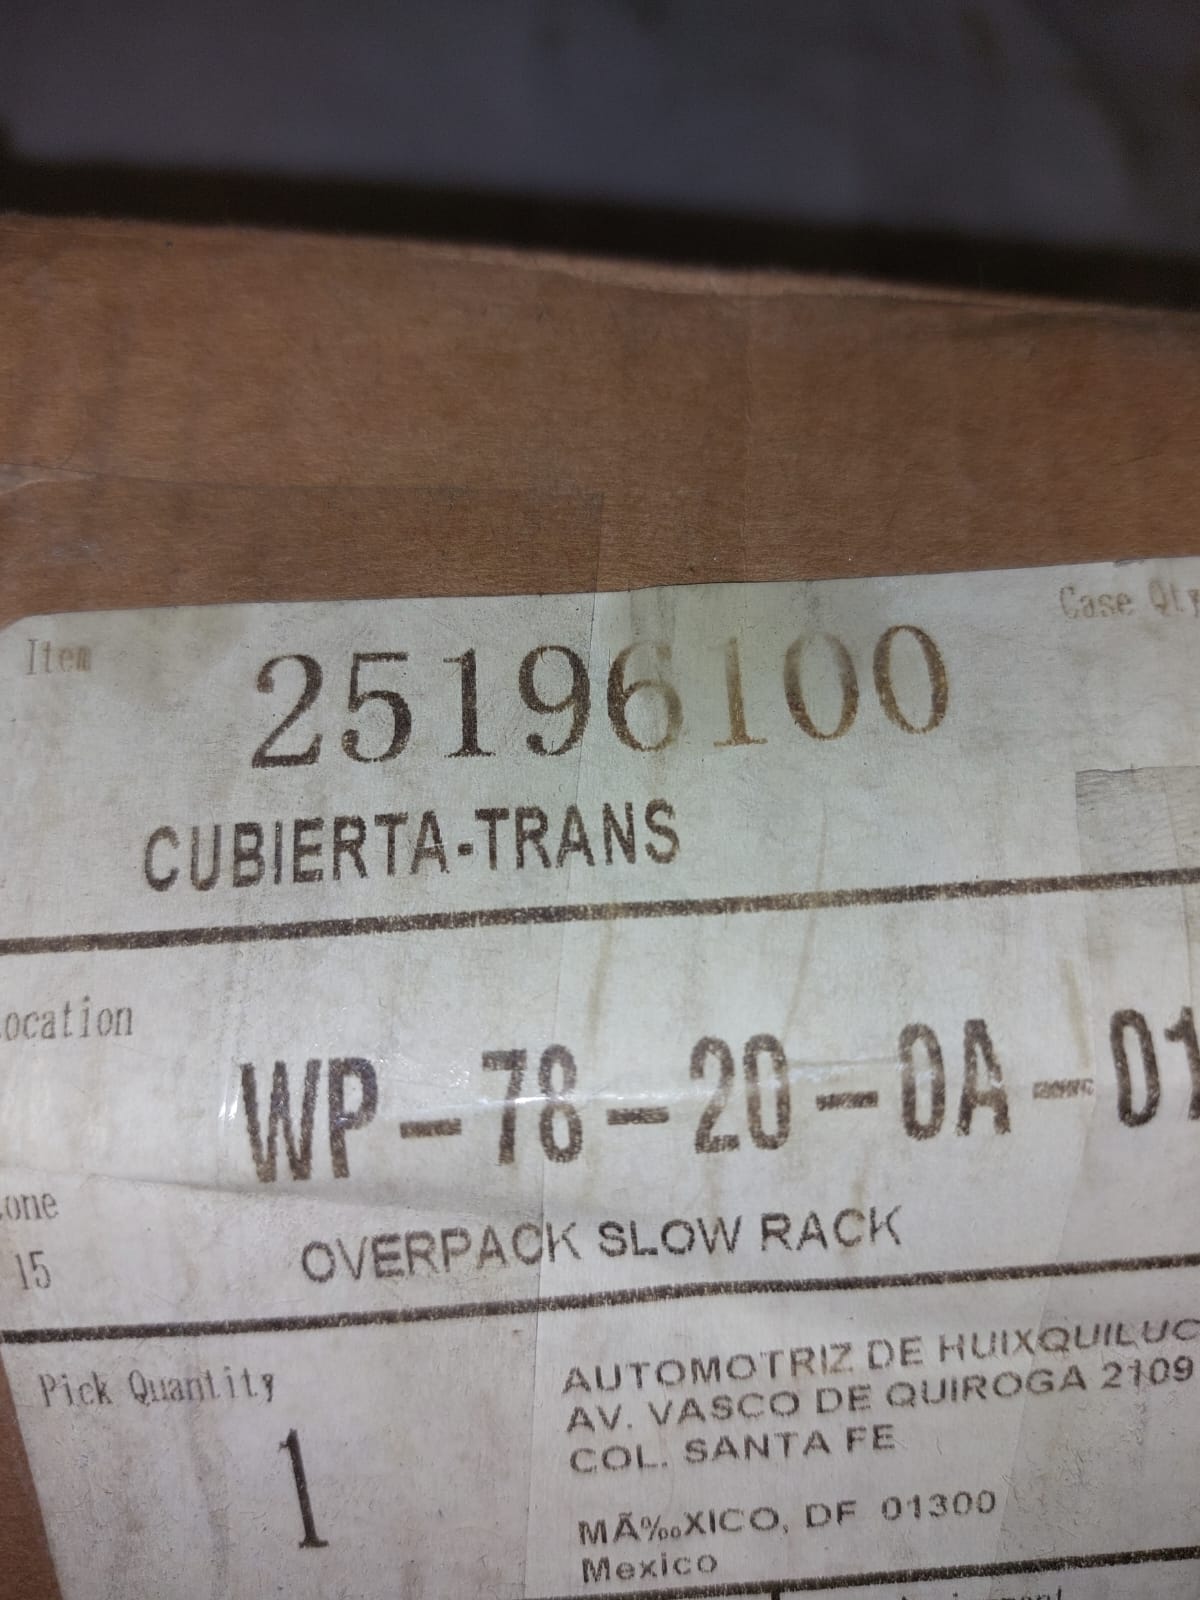 Item
Case Qty
25196100
CUBIERTA-TRANS
ocation
WP-78-20-0A-01
one
15
OVERPACK SLOW RACK
Pick Quantity
1
AUTOMOTRIZ DE HUIXQUILUC
AV. VASCO DE QUIROGA 2109
COL. SANTA FE
MÃ‰XICO, DF 01300
Mexico